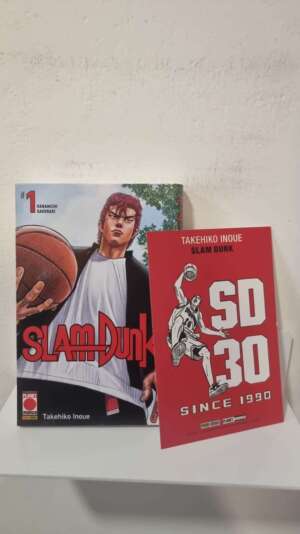 #1
HANAMICHI
SAKURAGI
SLAM DUNK
Takehiko Inoue
TAKEHIKO INOUE
SLAM DUNK
SD
30
SINCE 1990